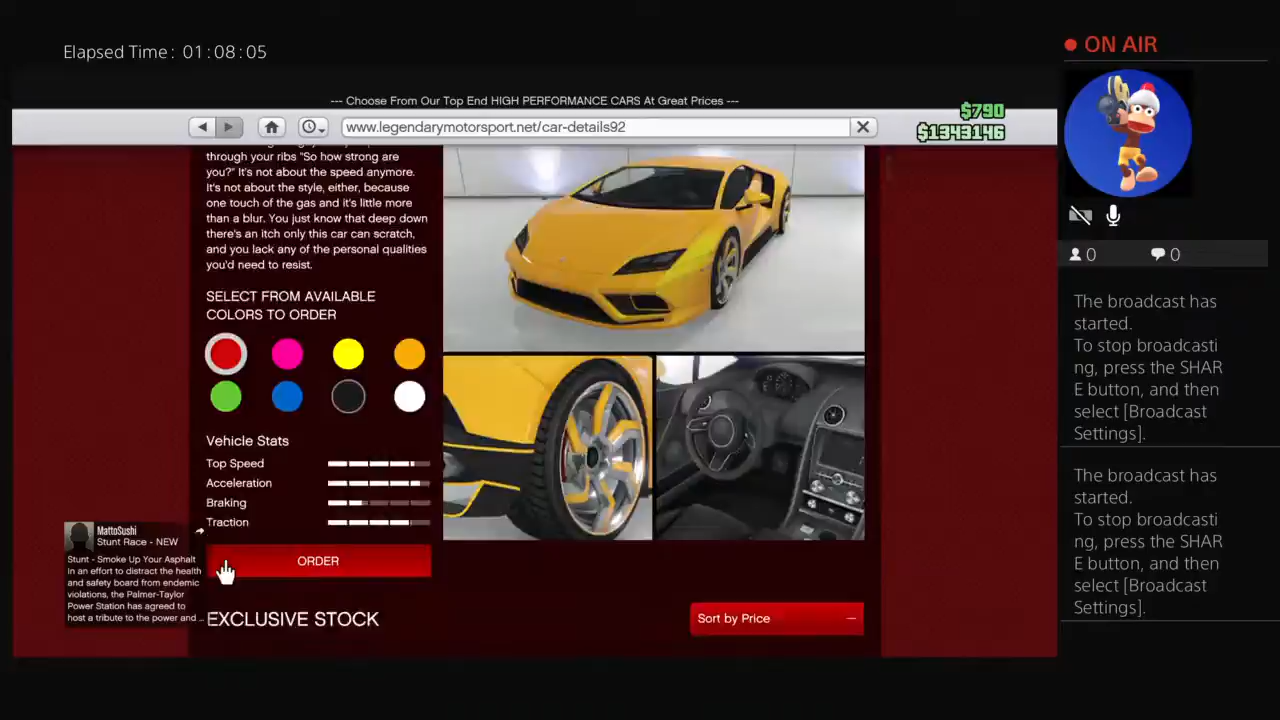 Elapsed Time: 01:08:05
ON AIR
--- Choose From Our Top End HIGH PERFORMANCE CARS At Great Prices ---
www.legendarymotorsport.net/car-details92
$790
$1343146
through your ribs "So how strong are
you?" It's not about the speed anymore.
It's not about the style, either, because
one touch of the gas and it's little more
than a blur. You just know that deep down
there's an itch only this car can scratch,
and you lack any of the personal qualities
you'd need to resist.
SELECT FROM AVAILABLE
COLORS TO ORDER
Vehicle Stats
Top Speed
Acceleration
Braking
Traction
ORDER
EXCLUSIVE STOCK
Sort by Price
MattoSushi
Stunt Race - NEW
Stunt - Smoke Up Your Asphalt
In an effort to distract the health
and safety board from endemic
violations, the Palmer-Taylor
Power Station has agreed to
host a tribute to the power and ...
0
0
The broadcast has
started.
To stop broadcasti
ng, press the SHAR
E button, and then
select [Broadcast
Settings].
The broadcast has
started.
To stop broadcasti
ng, press the SHAR
E button, and then
select [Broadcast
Settings].